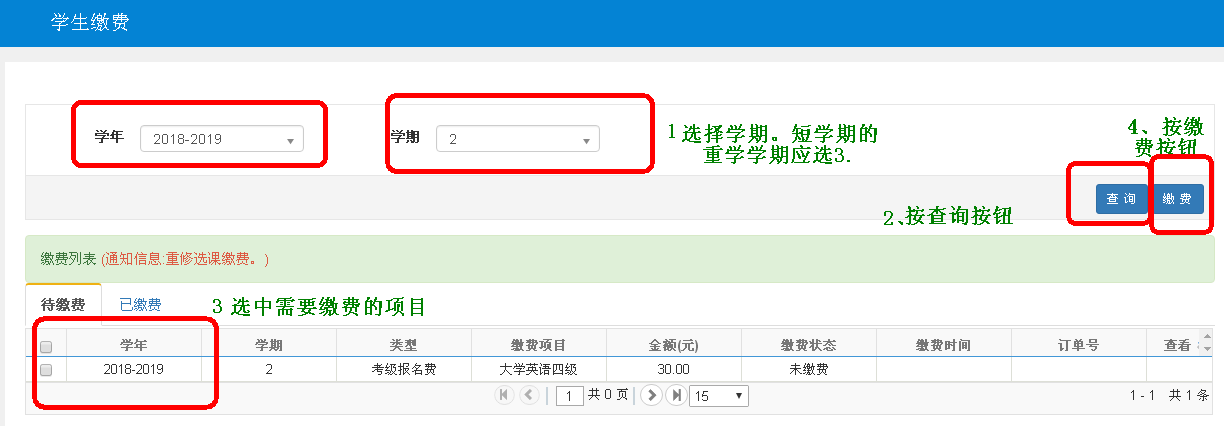 学生缴费
学年 2018-2019 学期 2
1选择学期。短学期的
重学学期应选3.
4、按缴
费按钮
查 询 缴 费
2、按查询按钮
缴费列表 (通知信息:重修选课缴费。)
待缴费 已缴费
3 选中需要缴费的项目
学年 学期 类型 缴费项目 金额(元) 缴费状态 缴费时间 订单号 查看
2018-2019 2 考级报名费 大学英语四级 30.00 未缴费
1 共 0 页 15 1 - 1 共 1 条